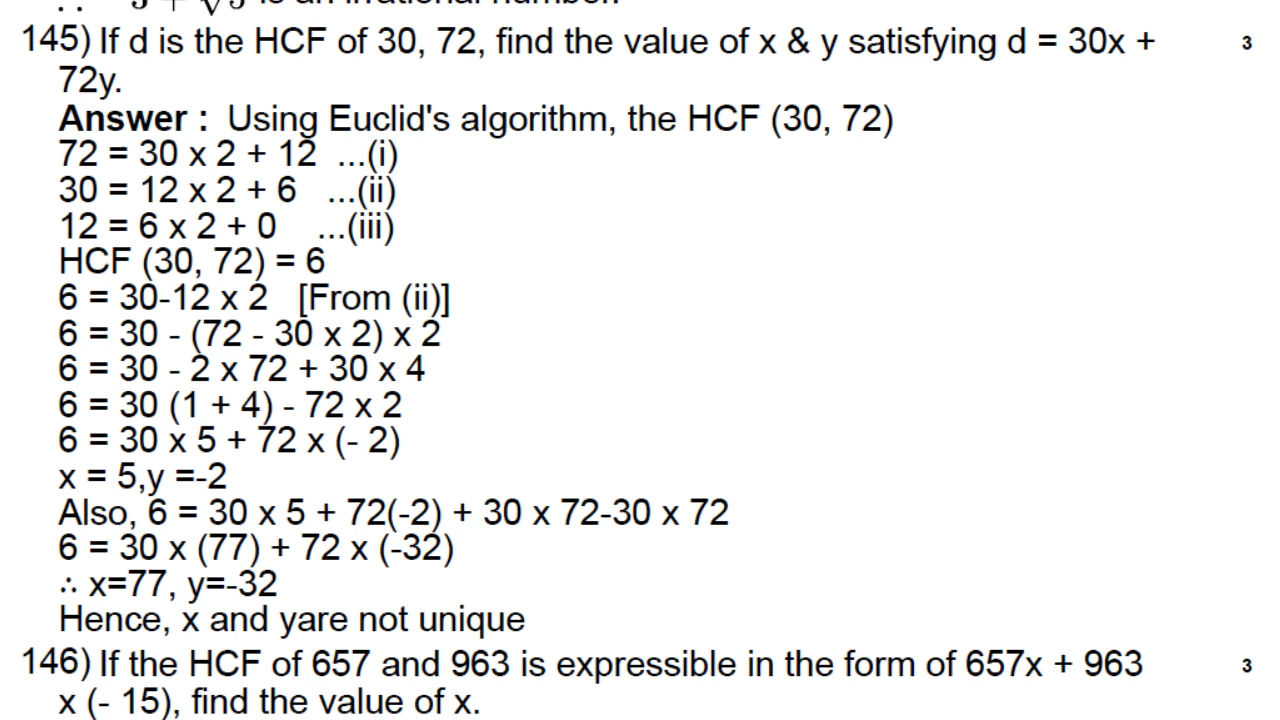 ∴ 5 + √3 is an irrational number.
145) If d is the HCF of 30, 72, find the value of x & y satisfying d = 30x + 3
72y.
Answer : Using Euclid's algorithm, the HCF (30, 72)
72 = 30 x 2 + 12 ...(i)
30 = 12 x 2 + 6 ...(ii)
12 = 6 x 2 + 0 ...(iii)
HCF (30, 72) = 6
6 = 30-12 x 2 [From (ii)]
6 = 30 - (72 - 30 x 2) x 2
6 = 30 - 2 x 72 + 30 x 4
6 = 30 (1 + 4) - 72 x 2
6 = 30 x 5 + 72 x (- 2)
x = 5,y =-2
Also, 6 = 30 x 5 + 72(-2) + 30 x 72-30 x 72
6 = 30 x (77) + 72 x (-32)
∴ x=77, y=-32
Hence, x and yare not unique
146) If the HCF of 657 and 963 is expressible in the form of 657x + 963 3
x (- 15), find the value of x.